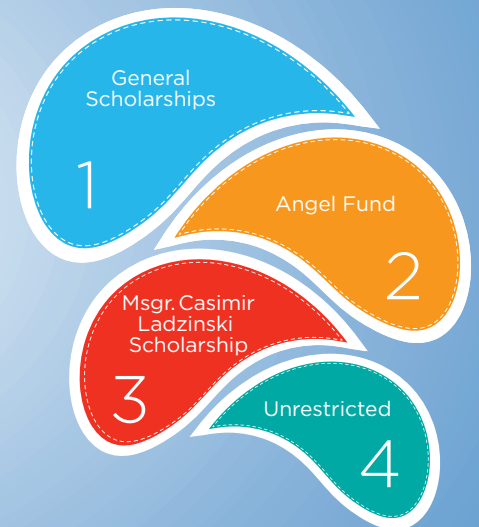 General
Scholarships
1
Angel Fund
2
Msgr. Casimir
Ladzinski
Scholarship
3
Unrestricted
4